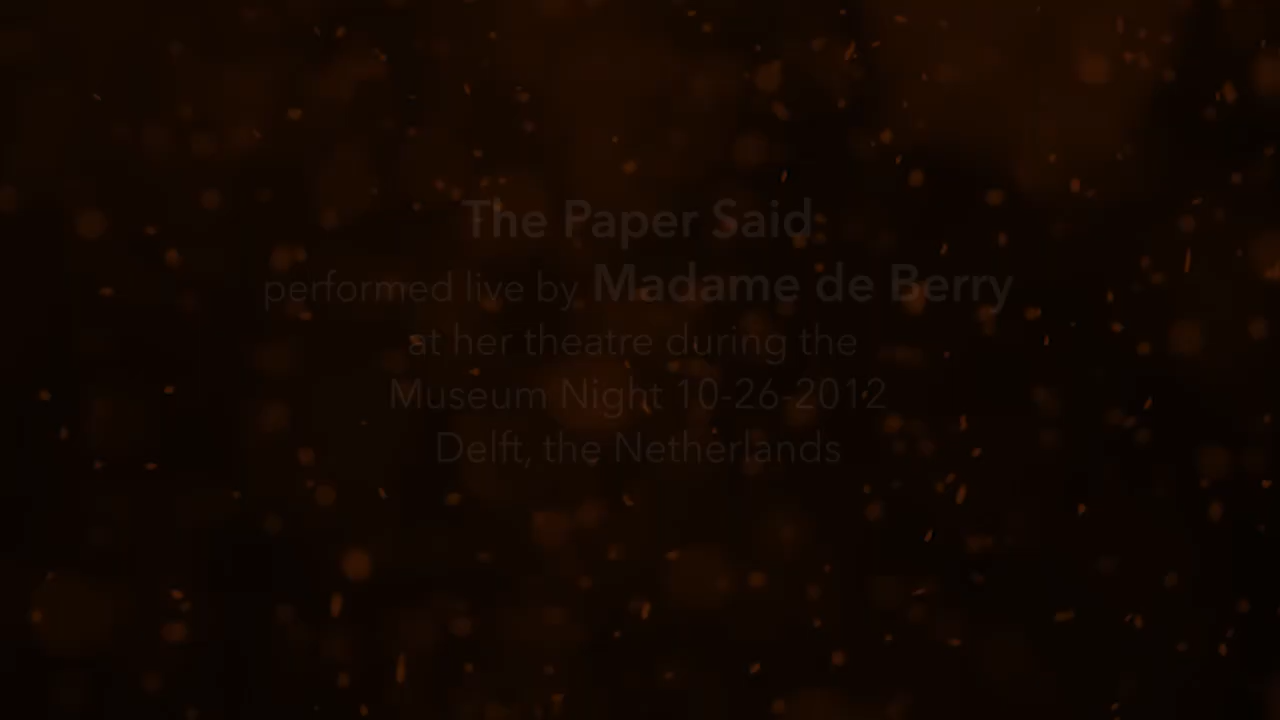 The Paper Said
performed live by Madame de Berry
at her theatre during the
Museum Night 10-26-2012
Delft, the Netherlands